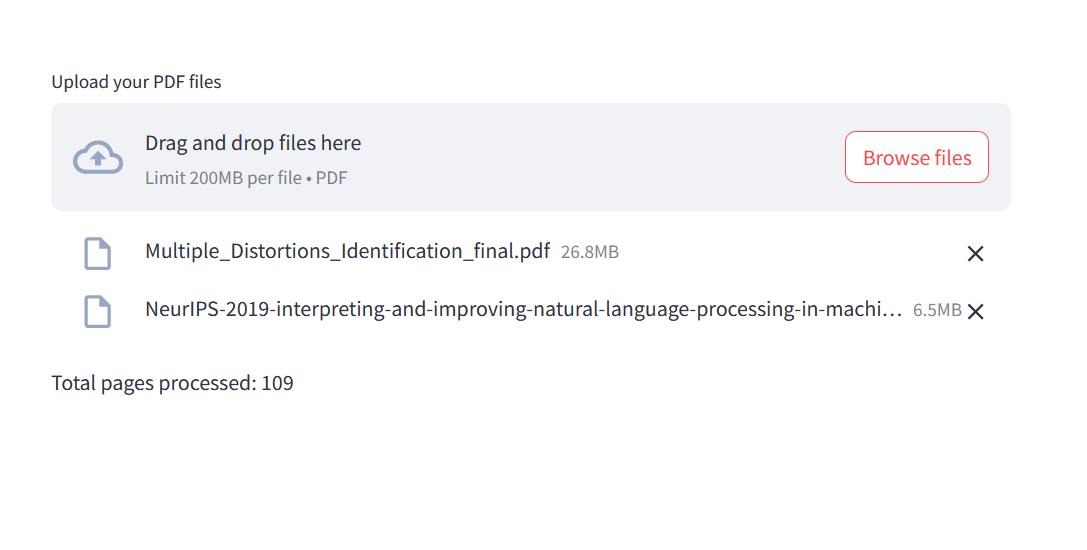 Upload your PDF files
Drag and drop files here
Limit 200MB per file • PDF
Browse files
Multiple_Distortions_Identification_final.pdf 26.8MB
NeurIPS-2019-interpreting-and-improving-natural-language-processing-in-machi… 6.5MB
Total pages processed: 109